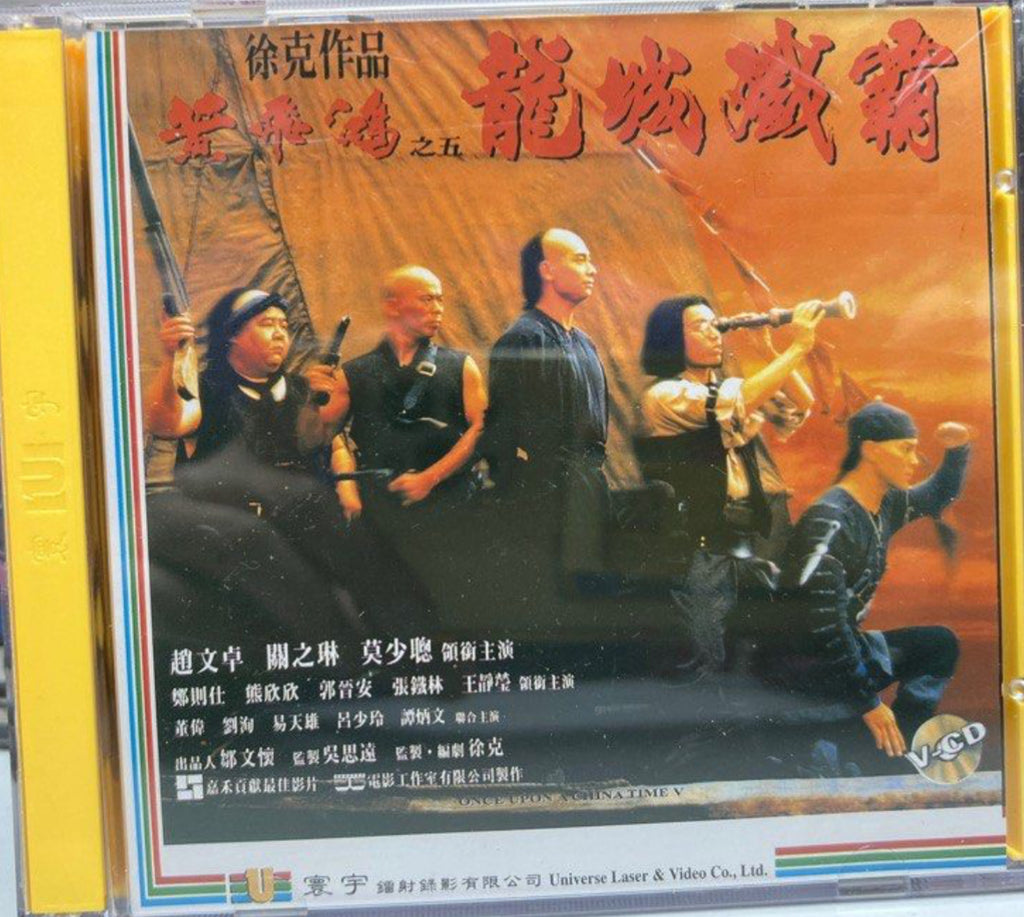 徐克作品
黃飛鴻之五 龍城殲霸
趙文卓 關之琳 莫少聰 領銜主演
鄭則仕 熊欣欣 郭晉安 張鐵林 王靜瑩 領銜主演
董偉 劉洵 易天雄 呂少玲 譚炳文 聯合主演
出品人 鄒文懷 監製 吳思遠 監製·編劇 徐克
嘉禾貢獻最佳影片 電影工作室有限公司製作
ONCE UPON A CHINA TIME V
V-CD
U 寰宇 鐳射錄影有限公司 Universe Laser & Video Co., Ltd.
寰 U 宇